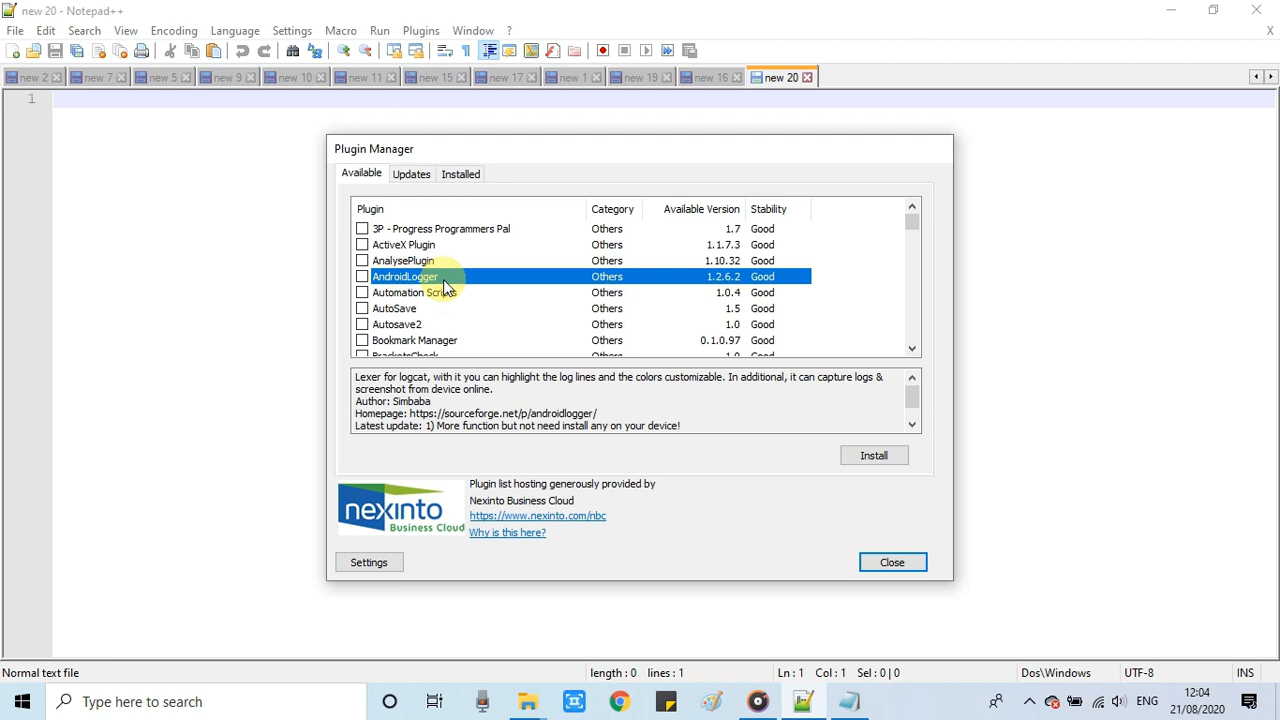 new 20 - Notepad++
File Edit Search View Encoding Language Settings Macro Run Plugins Window ? X
new 2 new 7 new 5 new 9 new 10 new 11 new 15 new 17 new 1 new 19 new 16 new 20
1
Plugin Manager
Available Updates Installed
Plugin Category Available Version Stability
3P - Progress Programmers Pal Others 1.7 Good
ActiveX Plugin Others 1.1.7.3 Good
AnalysePlugin Others 1.10.32 Good
AndroidLogger Others 1.2.6.2 Good
Automation Scripts Others 1.0.4 Good
AutoSave Others 1.5 Good
Autosave2 Others 1.0 Good
Bookmark Manager Others 0.1.0.97 Good
BracketsCheck Others 1.0 Good
Lexer for logcat, with it you can highlight the log lines and the colors customizable. In additional, it can capture logs &
screenshot from device online.
Author: Simbaba
Homepage: https://sourceforge.net/p/androidlogger/
Latest update: 1) More function but not need install any on your device!
Install
nexinto
Business Cloud
Plugin list hosting generously provided by
Nexinto Business Cloud
https://www.nexinto.com/nbc
Why is this here?
Settings Close
Normal text file length : 0 lines : 1 Ln : 1 Col : 1 Sel : 0 | 0 Dos\Windows UTF-8 INS
Type here to search ENG 12:04
21/08/2020